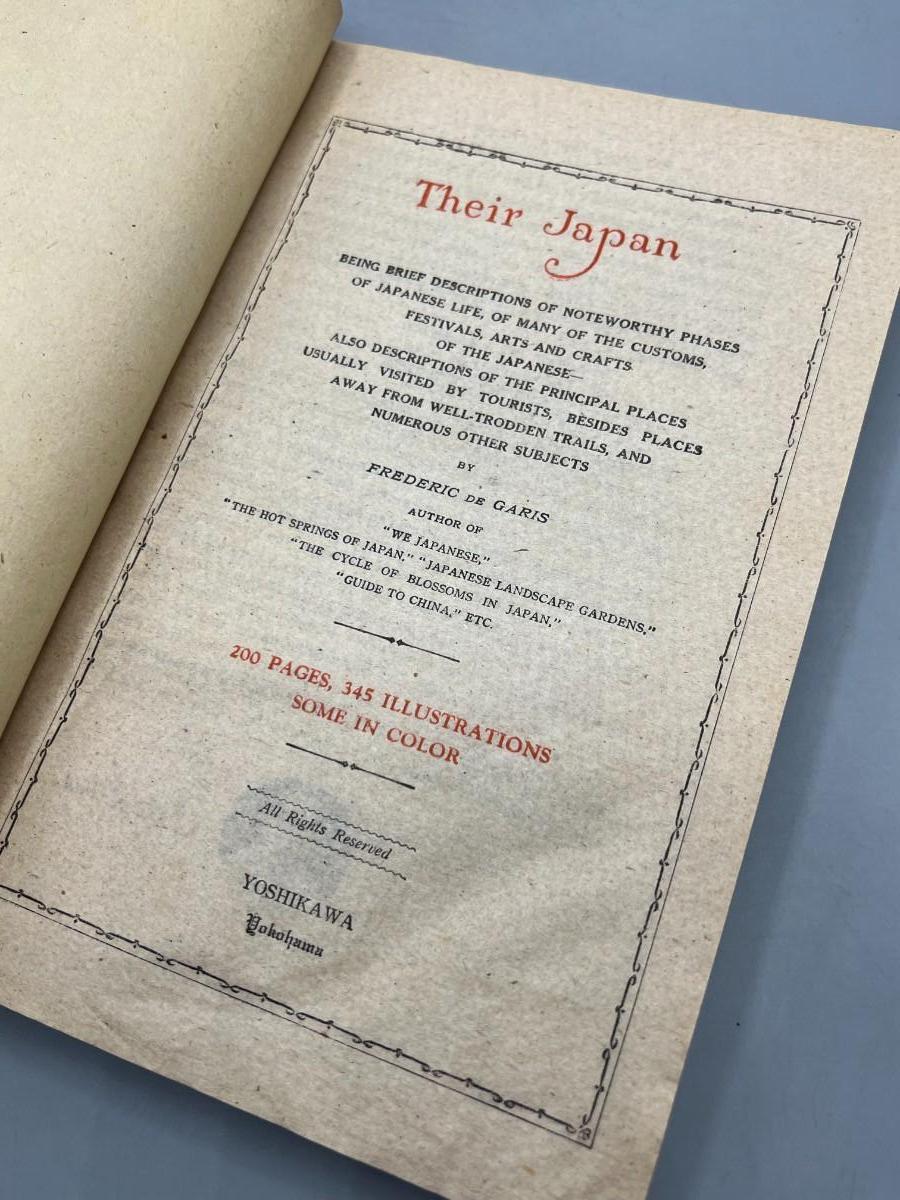 Their Japan
BEING BRIEF DESCRIPTIONS OF NOTEWORTHY PHASES
OF JAPANESE LIFE, OF MANY OF THE CUSTOMS,
FESTIVALS, ARTS AND CRAFTS
OF THE JAPANESE—
ALSO DESCRIPTIONS OF THE PRINCIPAL PLACES
USUALLY VISITED BY TOURISTS, BESIDES PLACES
AWAY FROM WELL-TRODDEN TRAILS, AND
NUMEROUS OTHER SUBJECTS
BY
FREDERIC DE GARIS
AUTHOR OF
"WE JAPANESE,"
"THE HOT SPRINGS OF JAPAN," "JAPANESE LANDSCAPE GARDENS,"
"THE CYCLE OF BLOSSOMS IN JAPAN,"
"GUIDE TO CHINA," ETC.
200 PAGES, 345 ILLUSTRATIONS
SOME IN COLOR
All Rights Reserved
YOSHIKAWA
Yokohama